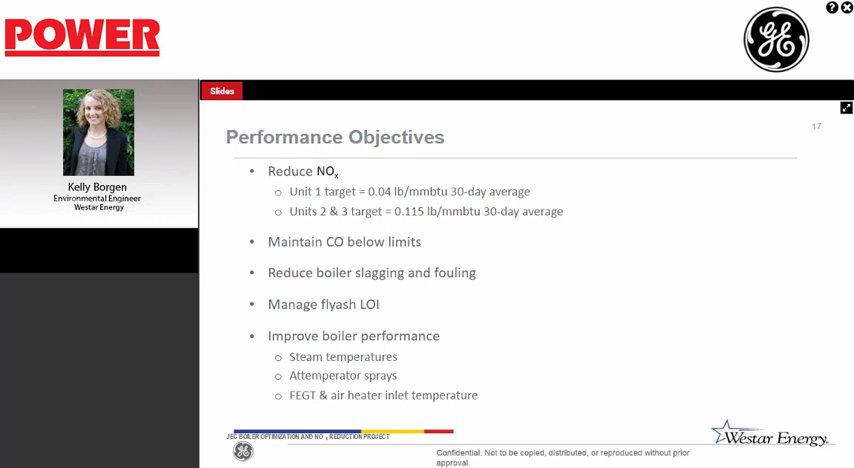 POWER
GE
Slides
Kelly Borgen
Environmental Engineer
Westar Energy
Performance Objectives
17
• Reduce NOx
o Unit 1 target = 0.04 lb/mmbtu 30-day average
o Units 2 & 3 target = 0.115 lb/mmbtu 30-day average
• Maintain CO below limits
• Reduce boiler slagging and fouling
• Manage flyash LOI
• Improve boiler performance
o Steam temperatures
o Attemperator sprays
o FEGT & air heater inlet temperature
JEC BOILER OPTIMIZATION AND NO x REDUCTION PROJECT
GE
Confidential. Not to be copied, distributed, or reproduced without prior
approval.
Westar Energy.